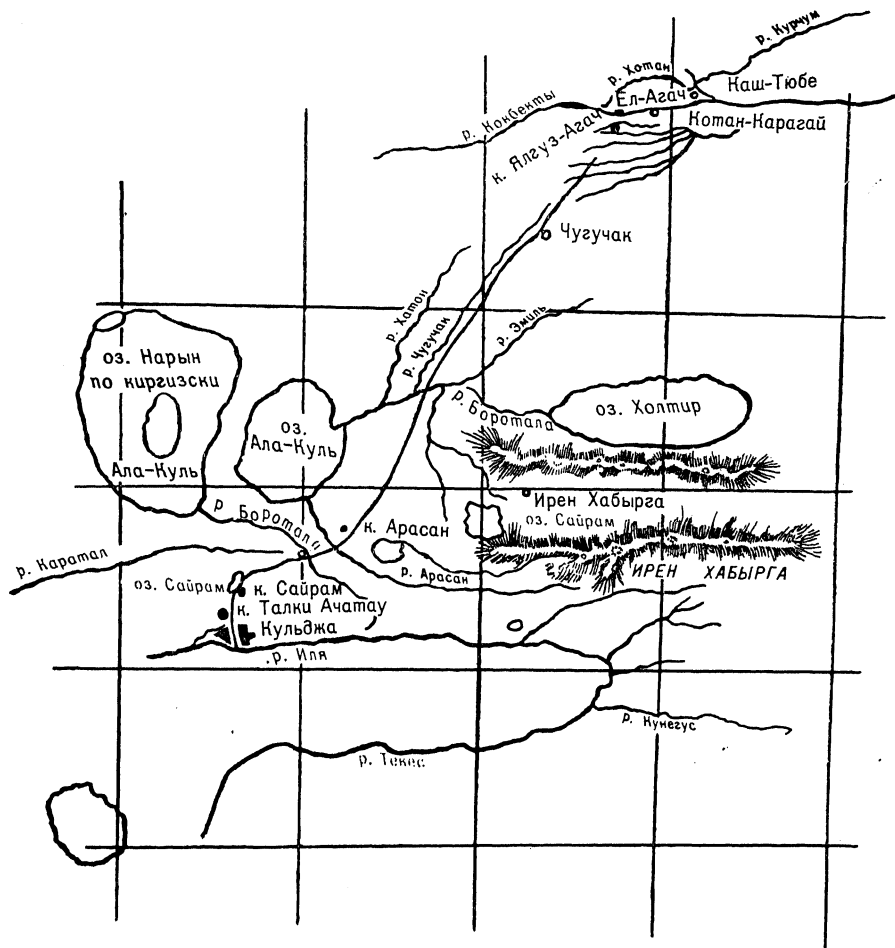 р. Курчум
р. Хотан
Каш-Тюбе
Ел-Агач
р. Кокбекты
к. Ялгуз-Агач
Котан-Карагай
Чугучак
р. Хатон
р. Чугучак
р. Эмиль
оз. Нарын
по киргизски
Ала-Куль
оз.
Ала-Куль
р. Боротала
оз. Холтир
р. Боротала
к. Арасан
Ирен Хабырга
оз. Сайрам
р. Каратал
оз. Сайрам
к. Сайрам
р. Арасан
ИРЕН ХАБЫРГА
к. Талки Ачатау
Кульджа
р. Иля
р. Кунегус
р. Текес